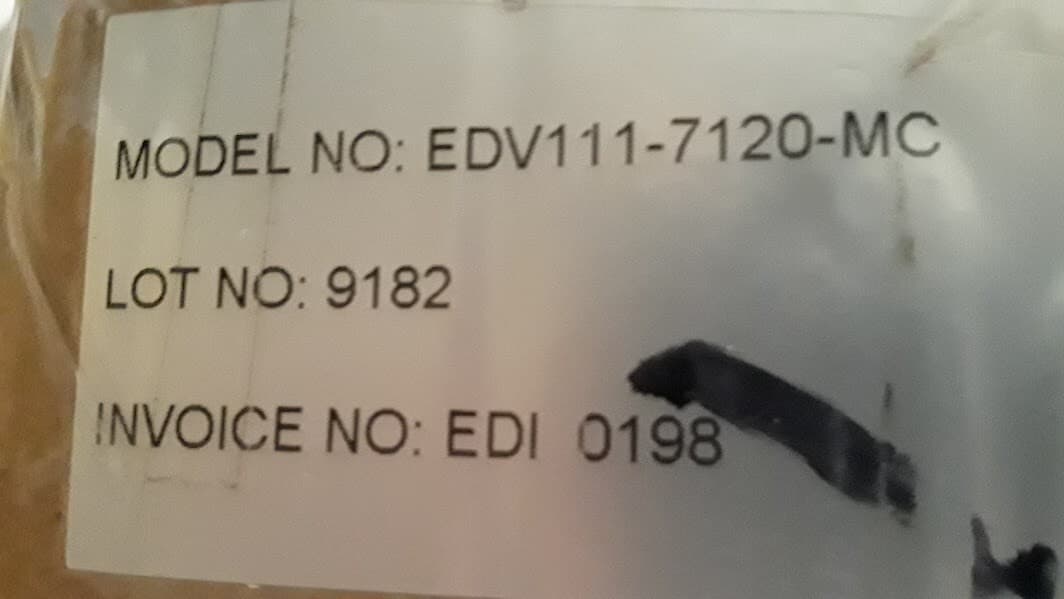 MODEL NO: EDV111-7120-MC
LOT NO: 9182
INVOICE NO: EDI 0198